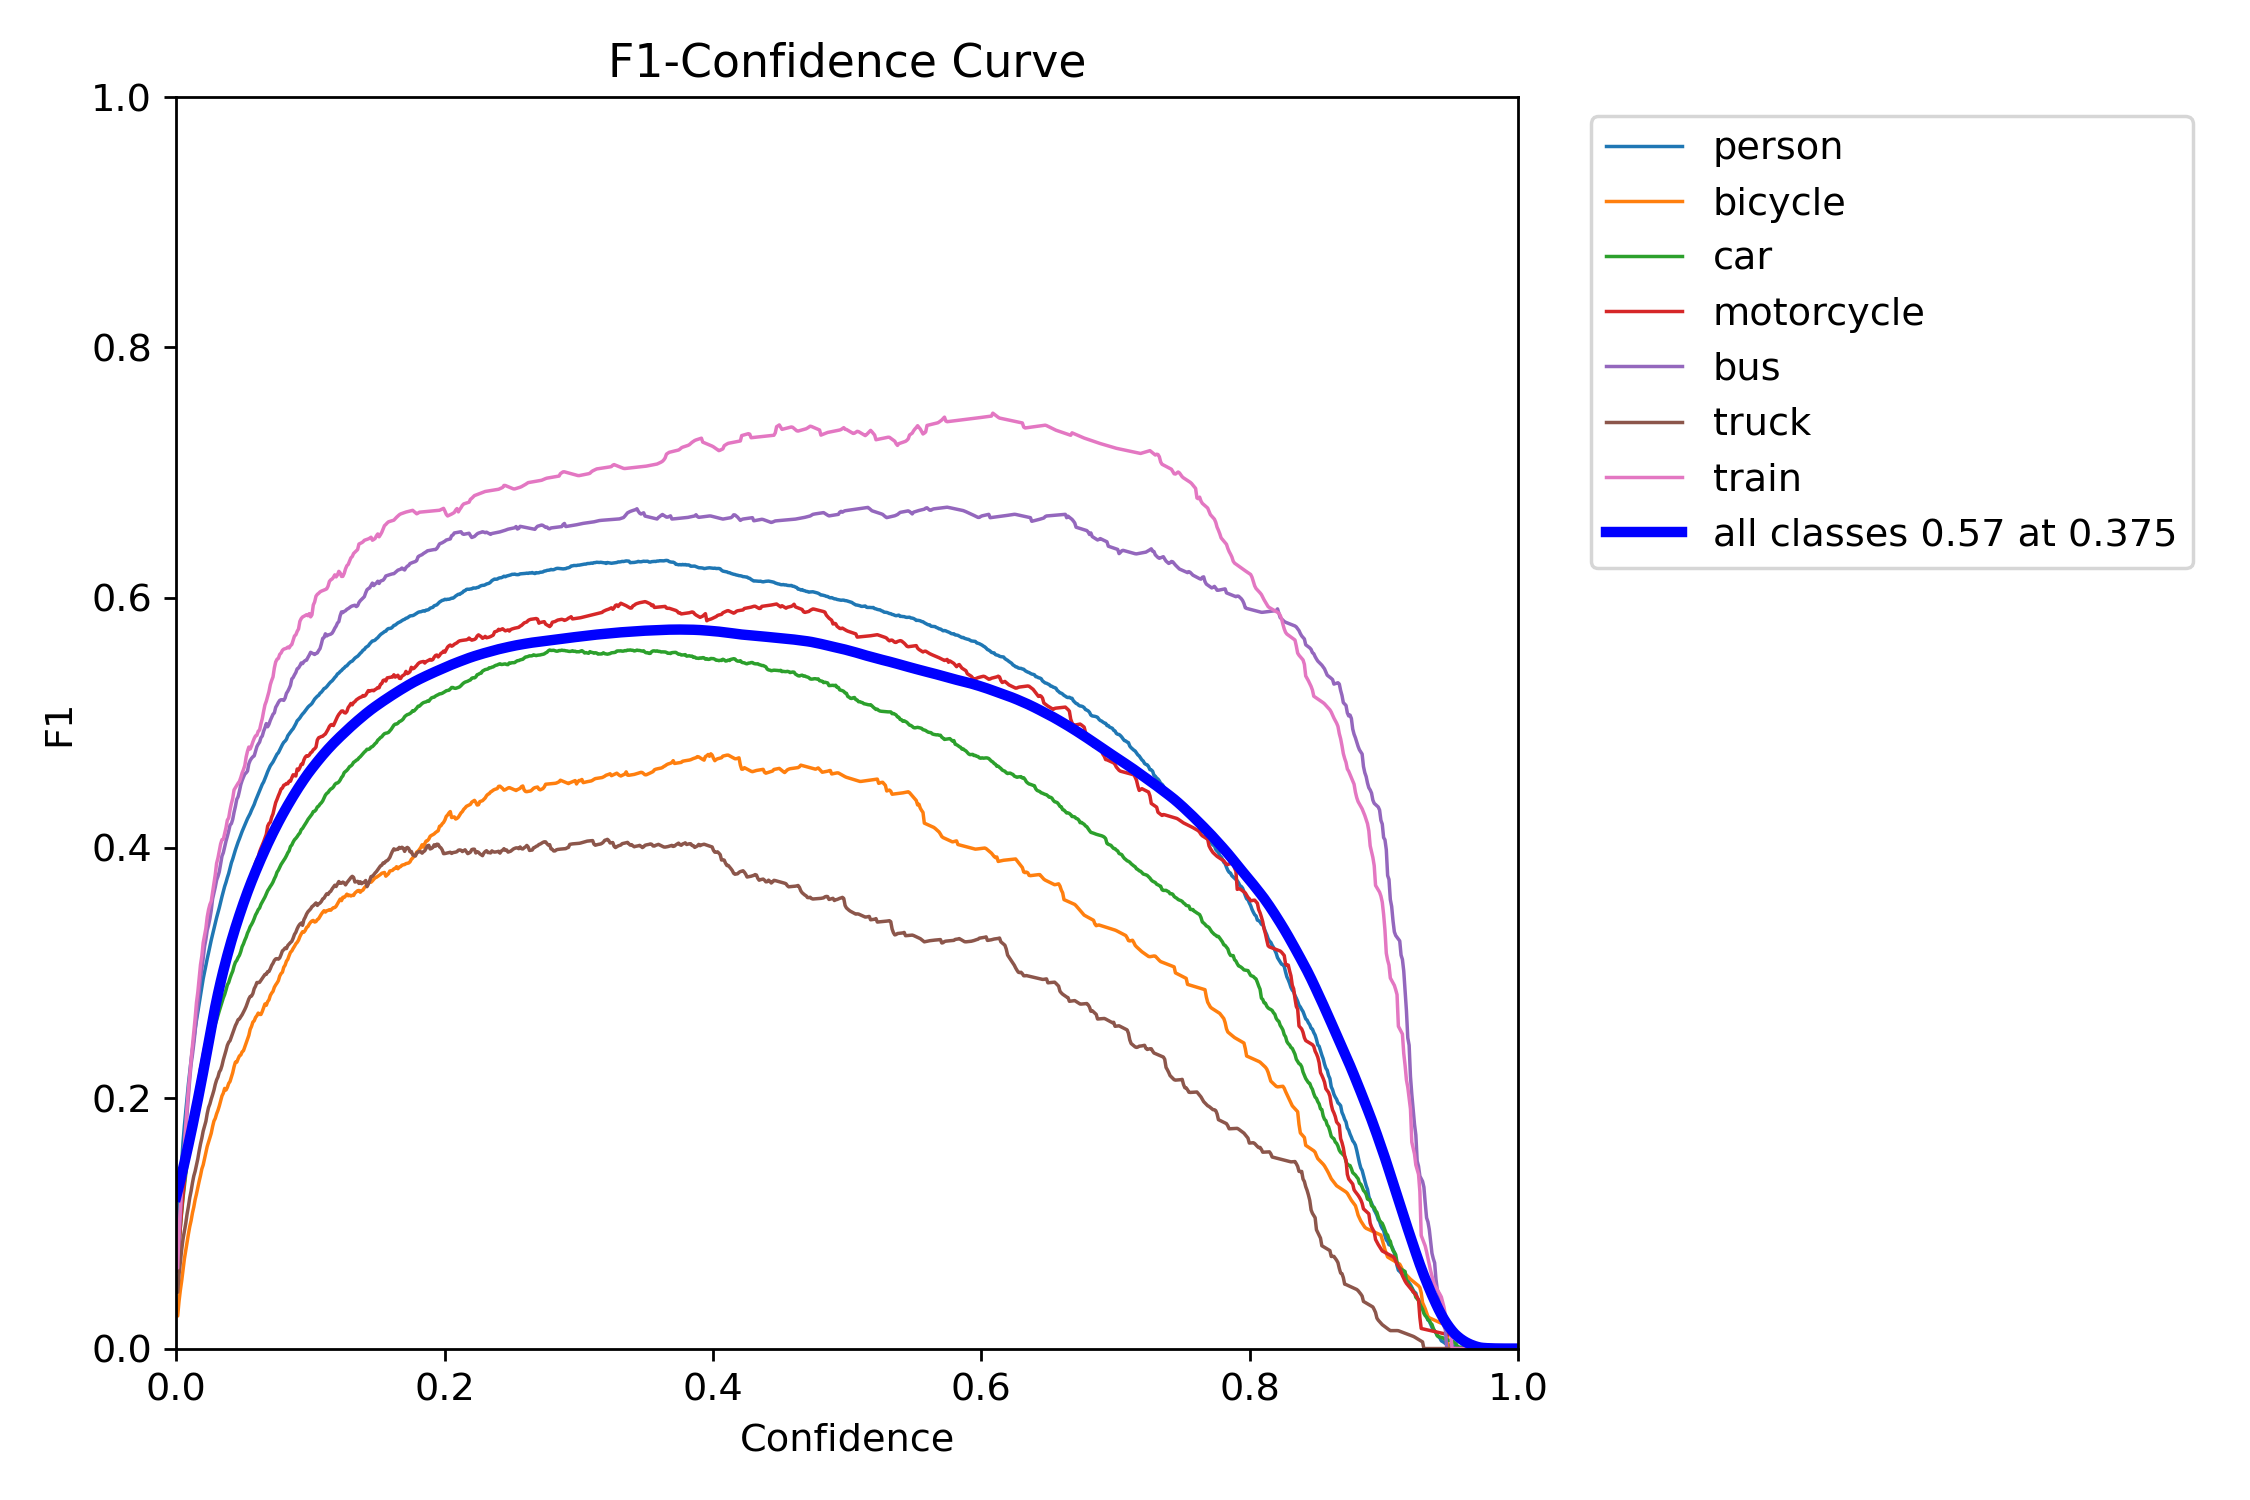 F1-Confidence Curve
1.0
0.8
0.6
0.4
0.2
0.0
F1
0.0 0.2 0.4 0.6 0.8 1.0
Confidence
person
bicycle
car
motorcycle
bus
truck
train
all classes 0.57 at 0.375